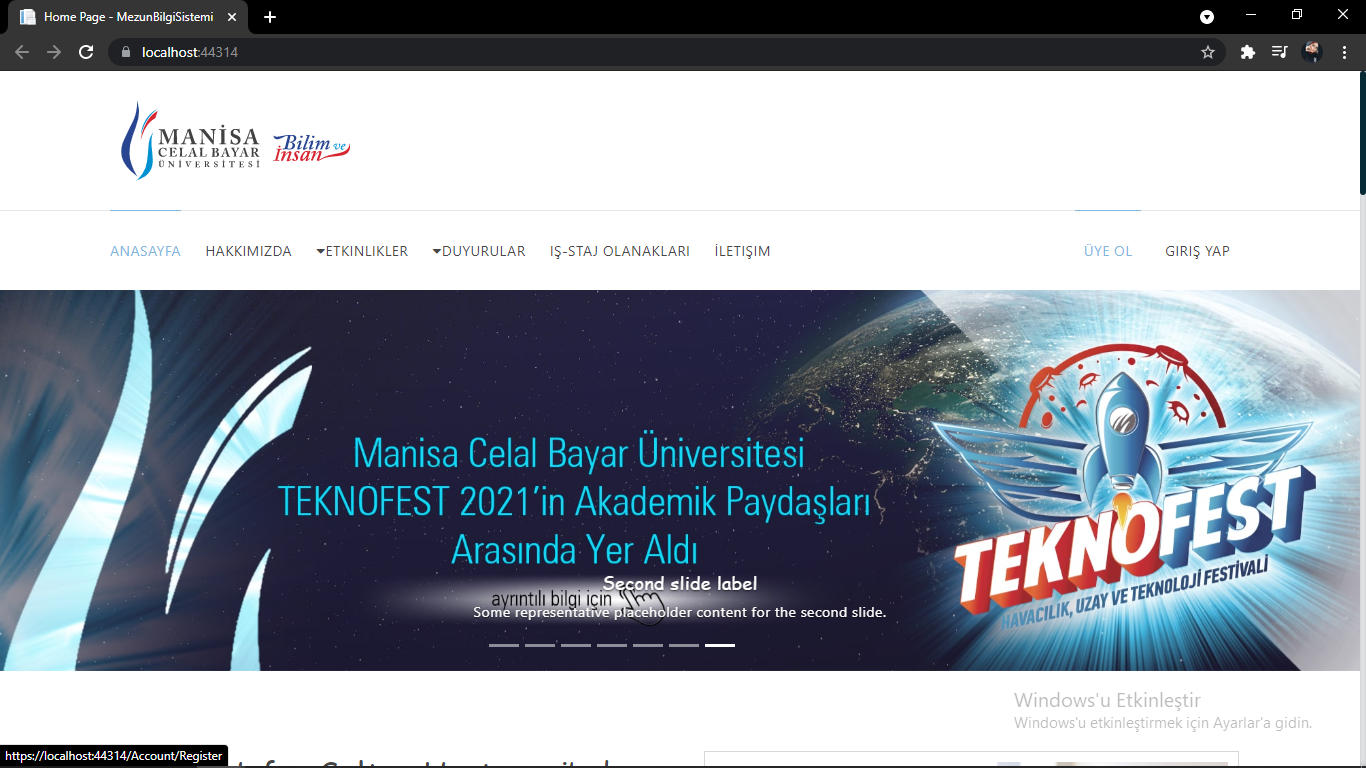 Home Page - MezunBilgiSistemi
localhost:44314
MANİSA
CELAL BAYAR
ÜNİVERSİTESİ
Bilim ve
İnsan
ANASAYFA HAKKIMIZDA ETKINLIKLER DUYURULAR IŞ-STAJ OLANAKLARI İLETIŞIM ÜYE OL GIRIŞ YAP
Manisa Celal Bayar Üniversitesi
TEKNOFEST 2021'in Akademik Paydaşları
Arasında Yer Aldı
Second slide label
ayrıntılı bilgi için
Some representative placeholder content for the second slide.
TEKNOFEST
HAVACILIK, UZAY VE TEKNOLOJİ FESTİVALİ
Windows'u Etkinleştir
Windows'u etkinleştirmek için Ayarlar'a gidin.
https://localhost:44314/Account/Register